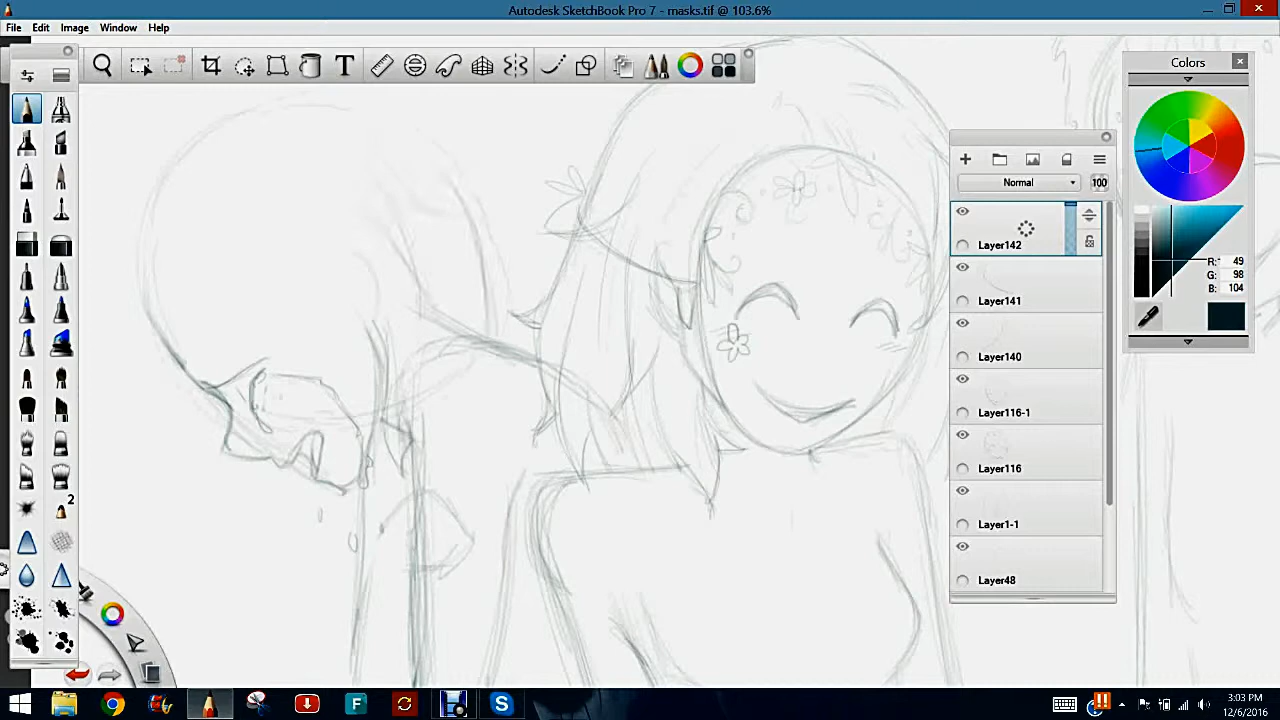 Autodesk SketchBook Pro 7 - masks.tif @ 103.6%
File Edit Image Window Help
T
Colors
Normal 100
Layer142
Layer141
Layer140
Layer116-1
Layer116
Layer1-1
Layer48
R: 49
G: 98
B: 104
2
F
S
3:03 PM
12/6/2016